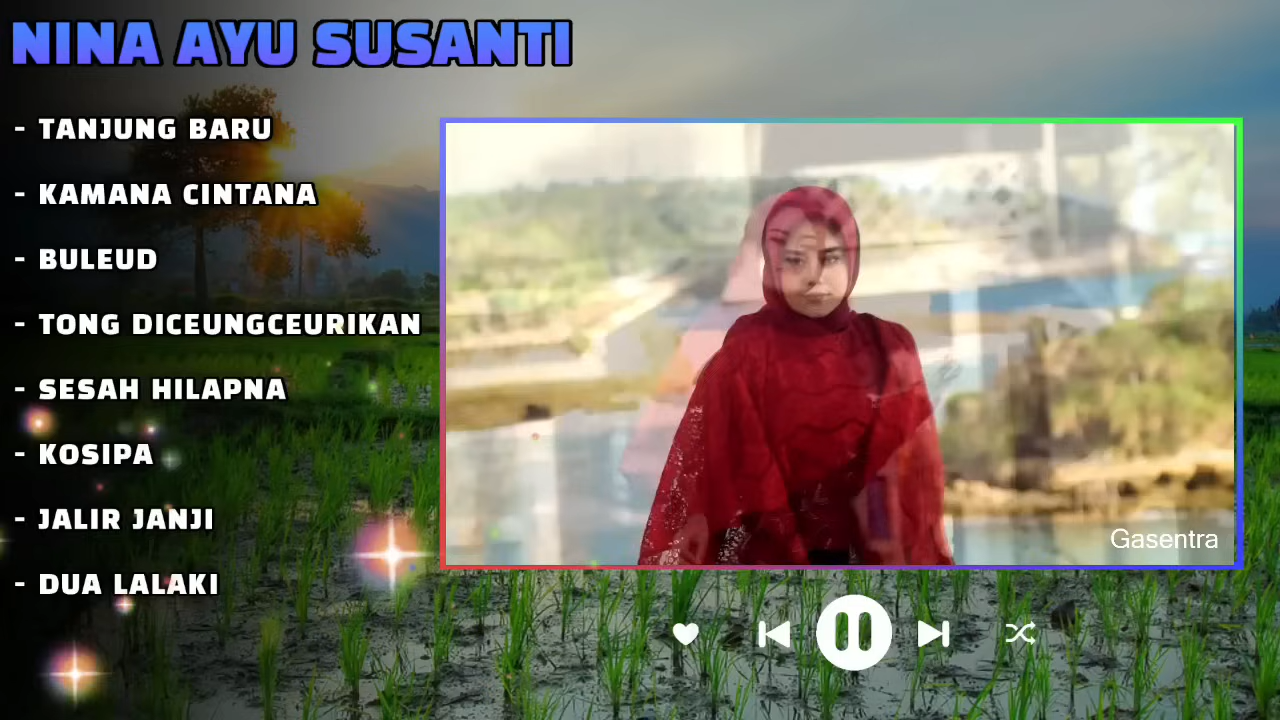 NINA AYU SUSANTI
- TANJUNG BARU
- KAMANA CINTANA
- BULEUD
- TONG DICEUNGCEURIKAN
- SESAH HILAPNA
- KOSIPA
- JALIR JANJI
- DUA LALAKI
Gasentra